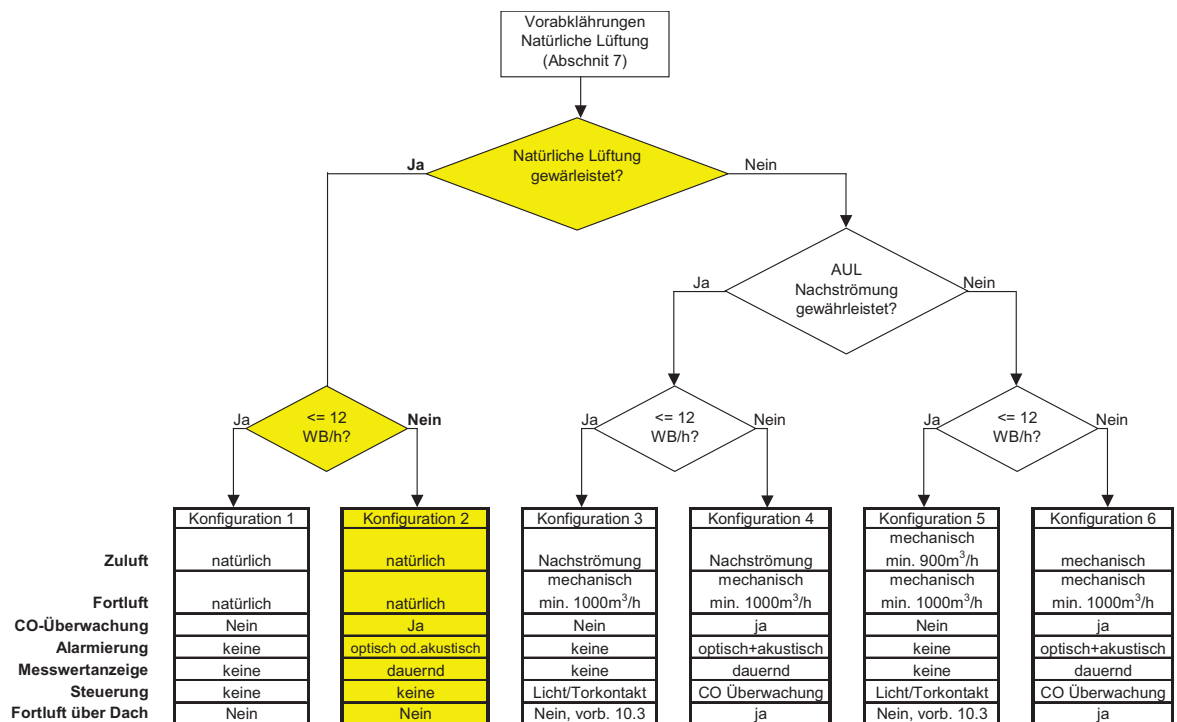 Vorabklährungen
Natürliche Lüftung
(Abschnit 7)
Natürliche Lüftung
gewärleistet?
Ja
Nein
AUL
Nachströmung
gewährleistet?
Ja
Nein
<= 12
WB/h?
Ja
Nein
<= 12
WB/h?
Ja
Nein
<= 12
WB/h?
Ja
Nein
Konfiguration 1 Konfiguration 2 Konfiguration 3 Konfiguration 4 Konfiguration 5 Konfiguration 6
Zuluft natürlich natürlich Nachströmung Nachströmung mechanisch min. 900m³/h mechanisch
Fortluft natürlich natürlich mechanisch min. 1000m³/h mechanisch min. 1000m³/h mechanisch min. 1000m³/h mechanisch min. 1000m³/h
CO-Überwachung Nein Ja Nein ja Nein ja
Alarmierung keine optisch od.akustisch keine optisch+akustisch keine optisch+akustisch
Messwertanzeige keine dauernd keine dauernd keine dauernd
Steuerung keine keine Licht/Torkontakt CO Überwachung Licht/Torkontakt CO Überwachung
Fortluft über Dach Nein Nein Nein, vorb. 10.3 ja Nein, vorb. 10.3 ja